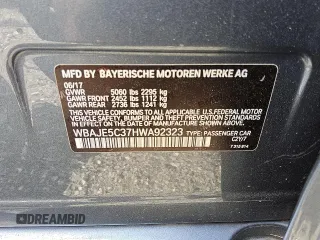 MFD BY BAYERISCHE MOTOREN WERKE AG
06/17
GVWR 5060 lbs 2295 kg
GAWR FRONT 2452 lbs 1112 kg
GAWR REAR 2736 lbs 1241 kg
THIS VEHICLE CONFORMS TO ALL APPLICABLE FEDERAL MOTOR VEHICLE
SAFETY, BUMPER, AND THEFT PREVENTION STANDARDS IN
EFFECT ON THE DATE OF MANUFACTURE SHOWN ABOVE.
WBAJE5C37HWA92323 TYPE: PASSENGER CAR
DREAMBID